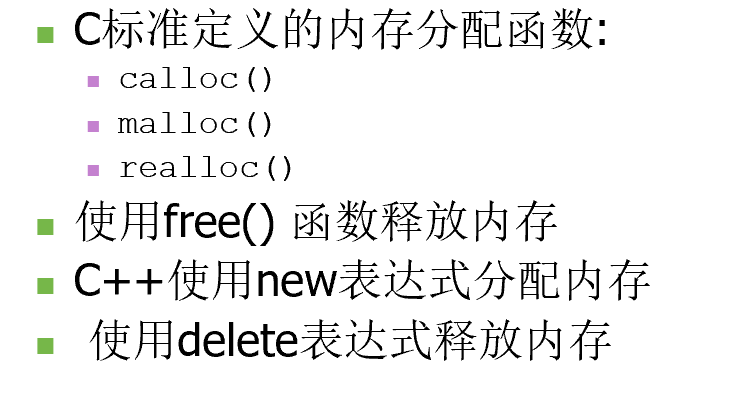 C标准定义的内存分配函数:
calloc()
malloc()
realloc()
使用free() 函数释放内存
C++使用new表达式分配内存
使用delete表达式释放内存